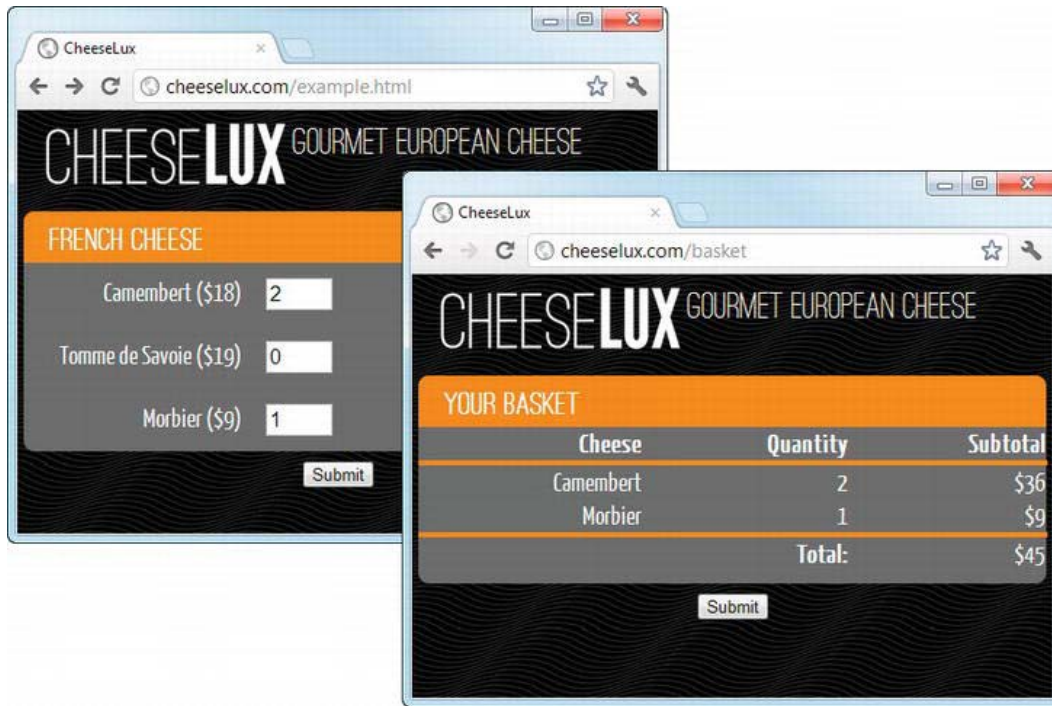 CheeseLux
cheeselux.com/example.html
CHEESELUX GOURMET EUROPEAN CHEESE
FRENCH CHEESE
Camembert ($18) 2
Tomme de Savoie ($19) 0
Morbier ($9) 1
Submit
CheeseLux
cheeselux.com/basket
CHEESELUX GOURMET EUROPEAN CHEESE
YOUR BASKET
Cheese Quantity Subtotal
Camembert 2 $36
Morbier 1 $9
Total: $45
Submit